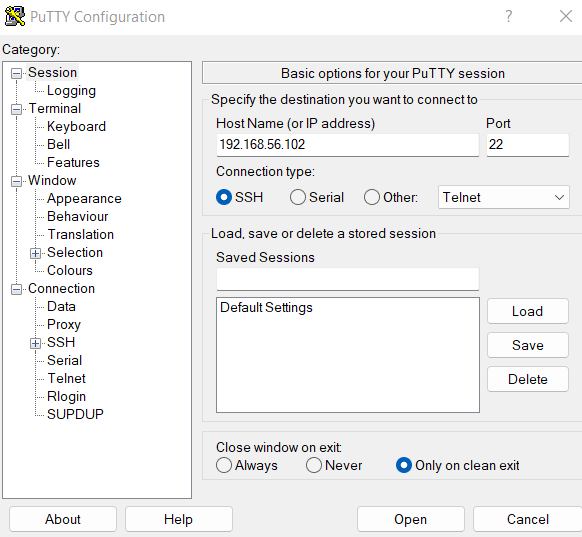 PuTTY Configuration
Category:
Session
Logging
Terminal
Keyboard
Bell
Features
Window
Appearance
Behaviour
Translation
Selection
Colours
Connection
Data
Proxy
SSH
Serial
Telnet
Rlogin
SUPDUP
Basic options for your PuTTY session
Specify the destination you want to connect to
Host Name (or IP address) Port
192.168.56.102 22
Connection type:
SSH Serial Other: Telnet
Load, save or delete a stored session
Saved Sessions
Default Settings
Load
Save
Delete
Close window on exit:
Always Never Only on clean exit
About Help Open Cancel